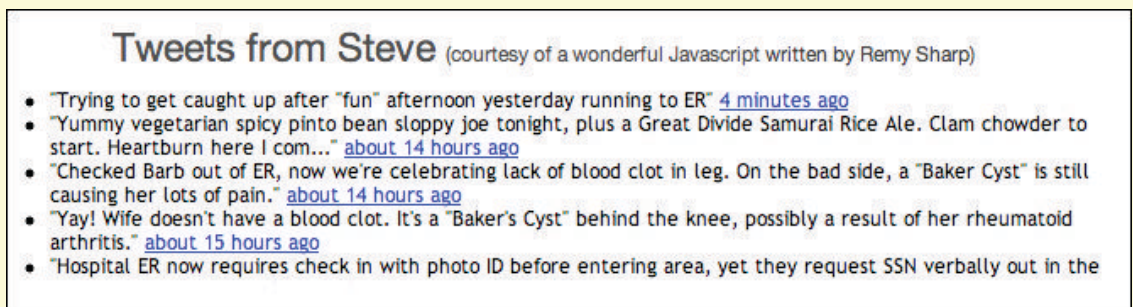 Tweets from Steve (courtesy of a wonderful Javascript written by Remy Sharp)
• "Trying to get caught up after "fun" afternoon yesterday running to ER" 4 minutes ago
• "Yummy vegetarian spicy pinto bean sloppy joe tonight, plus a Great Divide Samurai Rice Ale. Clam chowder to
start. Heartburn here I com..." about 14 hours ago
• "Checked Barb out of ER, now we're celebrating lack of blood clot in leg. On the bad side, a "Baker Cyst" is still
causing her lots of pain." about 14 hours ago
• "Yay! Wife doesn't have a blood clot. It's a "Baker's Cyst" behind the knee, possibly a result of her rheumatoid
arthritis." about 15 hours ago
• "Hospital ER now requires check in with photo ID before entering area, yet they request SSN verbally out in the